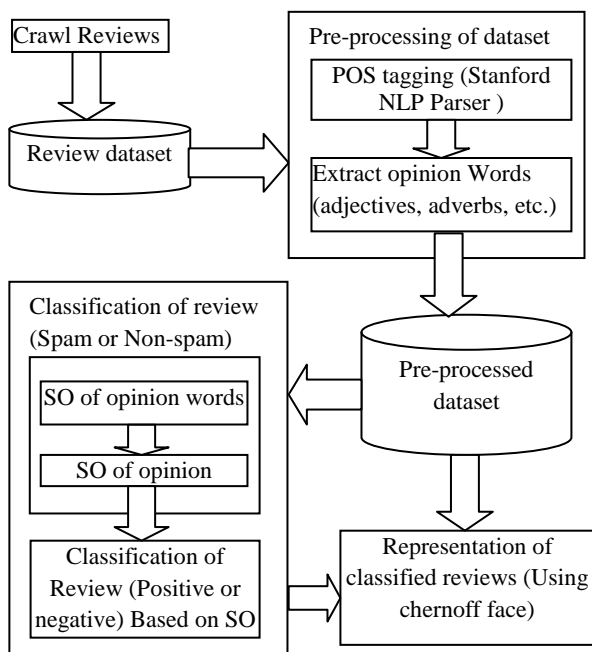 Crawl Reviews
Review dataset
Pre-processing of dataset
POS tagging (Stanford
NLP Parser )
Extract opinion Words
(adjectives, adverbs, etc.)
Pre-processed
dataset
Classification of review
(Spam or Non-spam)
SO of opinion words
SO of opinion
Classification of
Review (Positive or
negative) Based on SO
Representation of
classified reviews (Using
chernoff face)